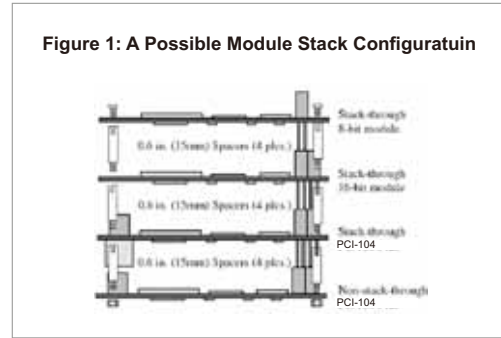 Figure 1: A Possible Module Stack Configuratuin
Stack-through
8-bit module
0.6 in. (15mm) Spacers (4 plcs.)
Stack-through
16-bit module
0.6 in. (15mm) Spacers (4 plcs.)
Stack-through
PCI-104
0.6 in. (15mm) Spacers (4 plcs.)
Non-stack-through
PCI-104